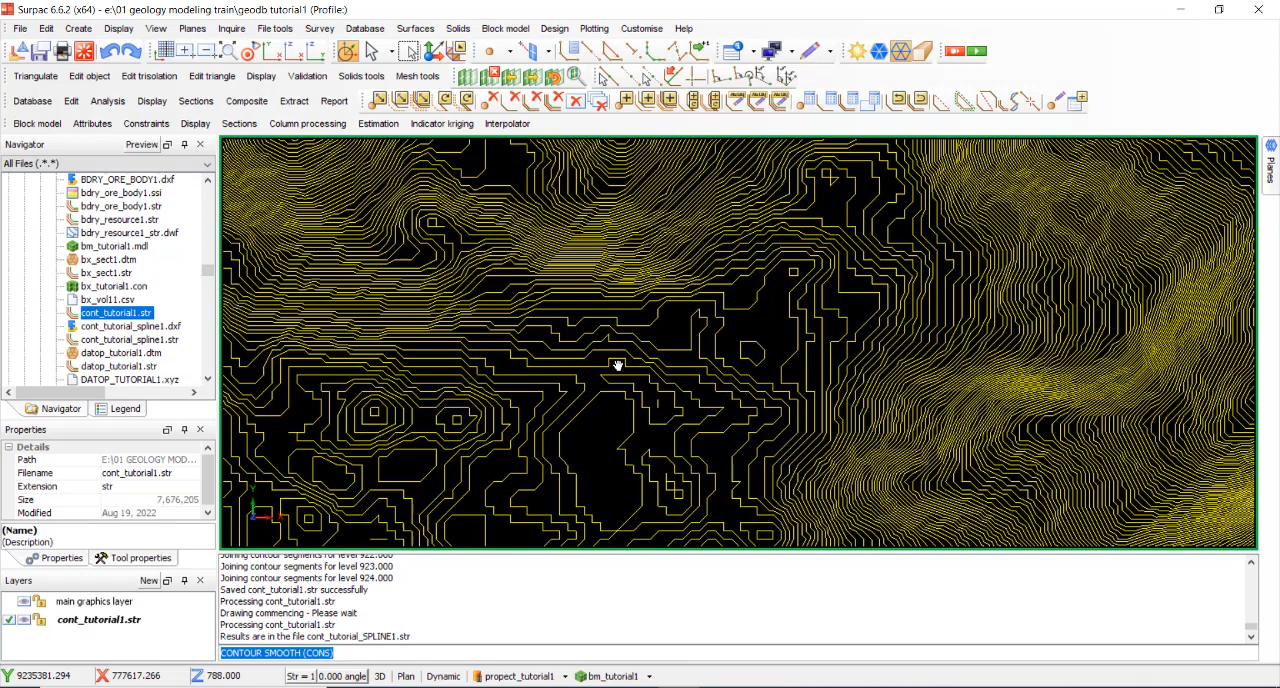 Surpac 6.6.2 (x64) - e:\01 geology modeling train\geodb tutorial1 (Profile:)
File Edit Create Display View Planes Inquire File tools Survey Database Surfaces Solids Block model Design Plotting Customise Help
Triangulate Edit object Edit trisolation Edit triangle Display Validation Solids tools Mesh tools
Database Edit Analysis Display Sections Composite Extract Report
Block model Attributes Constraints Display Sections Column processing Estimation Indicator kriging Interpolator
Navigator Preview
All Files (*.*)
BDRY_ORE_BODY1.dxf
bdry_ore_body1.ssi
bdry_ore_body1.str
bdry_resource1.str
bdry_resource1_str.dwf
bm_tutorial1.mdl
bx_sect1.dtm
bx_sect1.str
bx_tutorial1.con
bx_vol11.csv
cont_tutorial1.str
cont_tutorial_spline1.dxf
cont_tutorial_spline1.str
datop_tutorial1.dtm
datop_tutorial1.str
DATOP_TUTORIAL1.xyz
Navigator Legend
Properties
Details
Path E:\01 GEOLOGY MOD...
Filename cont_tutorial1.str
Extension str
Size 7,676,205
Modified Aug 19, 2022
(Name)
(Description)
Properties Tool properties
Layers New
main graphics layer
cont_tutorial1.str
Planes
Y
X
Joining contour segments for level 922.000
Joining contour segments for level 923.000
Joining contour segments for level 924.000
Saved cont_tutorial1.str successfully
Processing cont_tutorial1.str
Drawing commencing - Please wait
Processing cont_tutorial1.str
Results are in the file cont_tutorial_SPLINE1.str
CONTOUR SMOOTH (CONS)
Y 9235381.294 X 777617.266 Z 788.000 Str = 1 0.000 angle 3D Plan Dynamic propect_tutorial1 bm_tutorial1